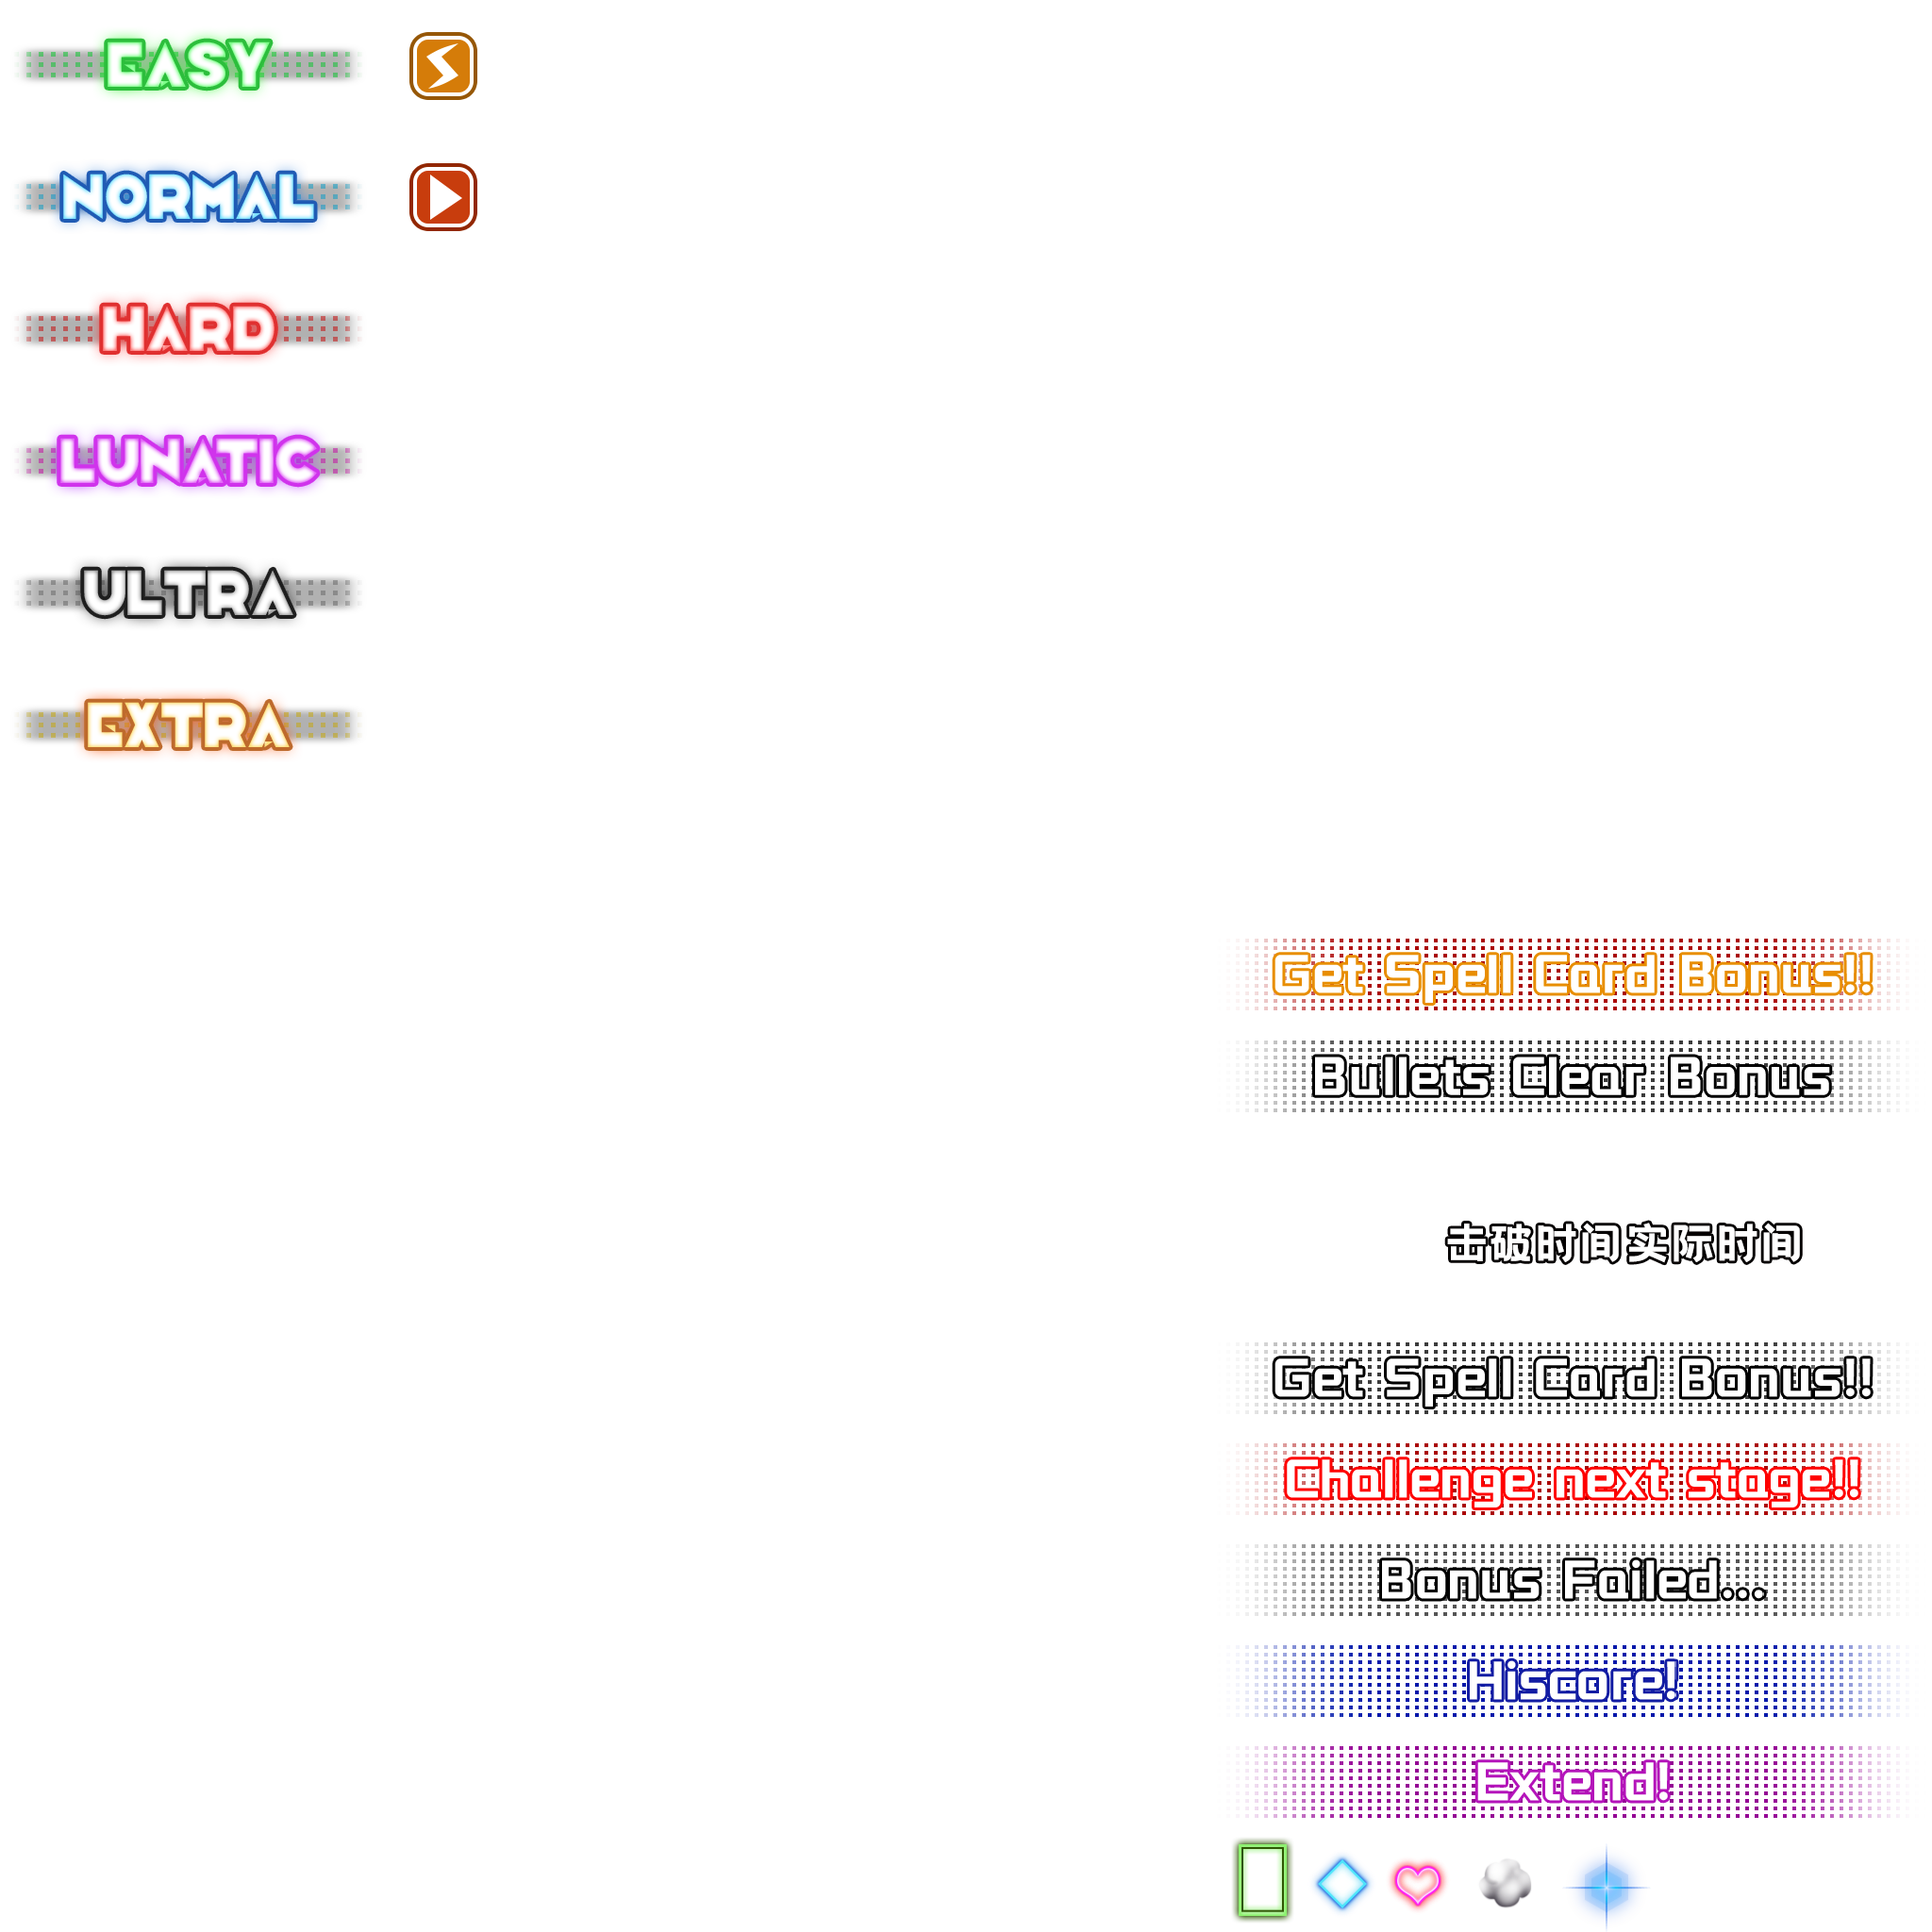 EASY
NORMAL
HARD
LUNATIC
ULTRA
EXTRA
Get Spell Card Bonus!!
Bullets Clear Bonus
击破时间实际时间
Get Spell Card Bonus!!
Challenge next stage!!
Bonus Failed...
Hiscore!
Extend!